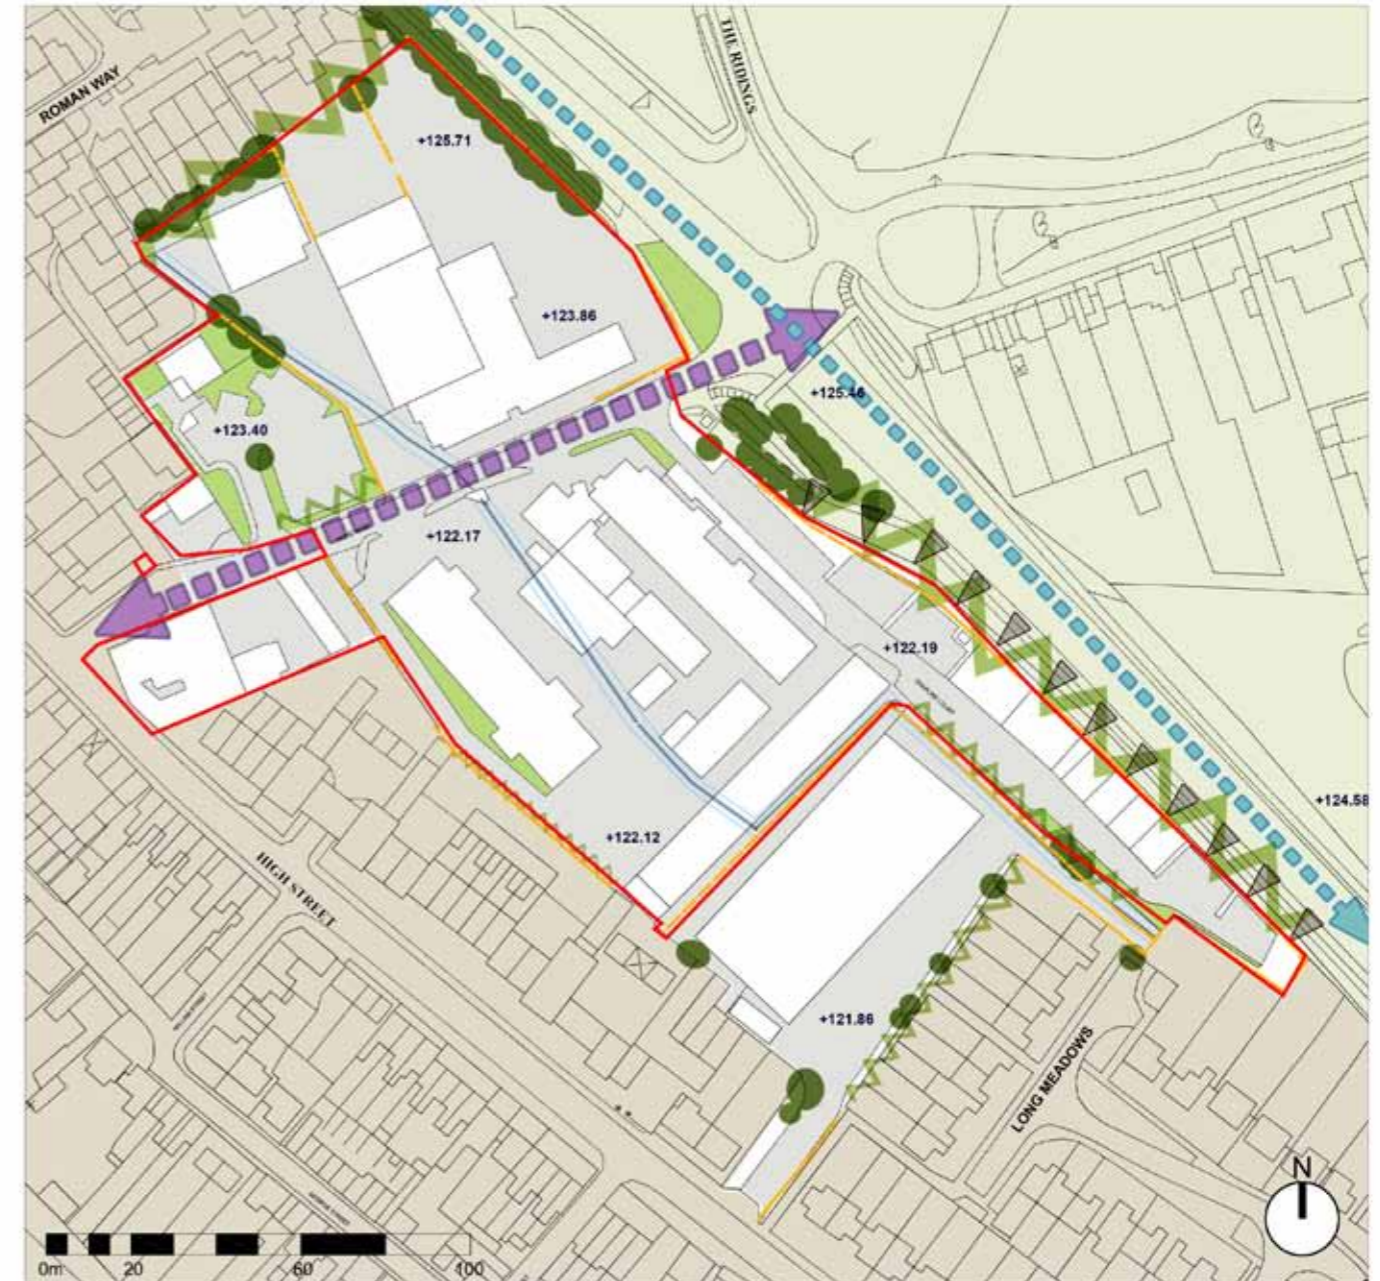 THE RIDINGS
ROMAN WAY
+125.71
+123.86
+125.46
+123.40
+122.17
+122.19
+124.58
+122.12
HIGH STREET
+121.86
LONG MEADOWS
N
0m 20 60 100